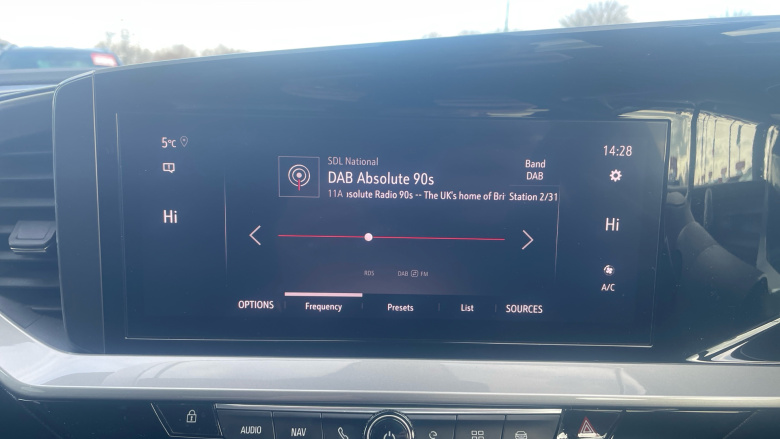 5°C
Hi
SDL National
DAB Absolute 90s
11A ısolute Radio 90s -- The UK's home of Bri
Band
DAB
Station 2/31
14:28
Hi
A/C
RDS
DAB FM
OPTIONS
Frequency
Presets
List
SOURCES
AUDIO
NAV